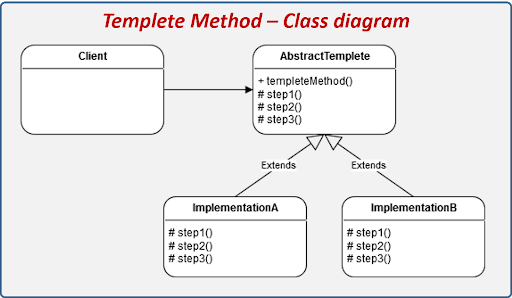 Templete Method – Class diagram
Client
AbstractTemplete
+ templeteMethod()
# step1()
# step2()
# step3()
Extends
Extends
ImplementationA
# step1()
# step2()
# step3()
ImplementationB
# step1()
# step2()
# step3()